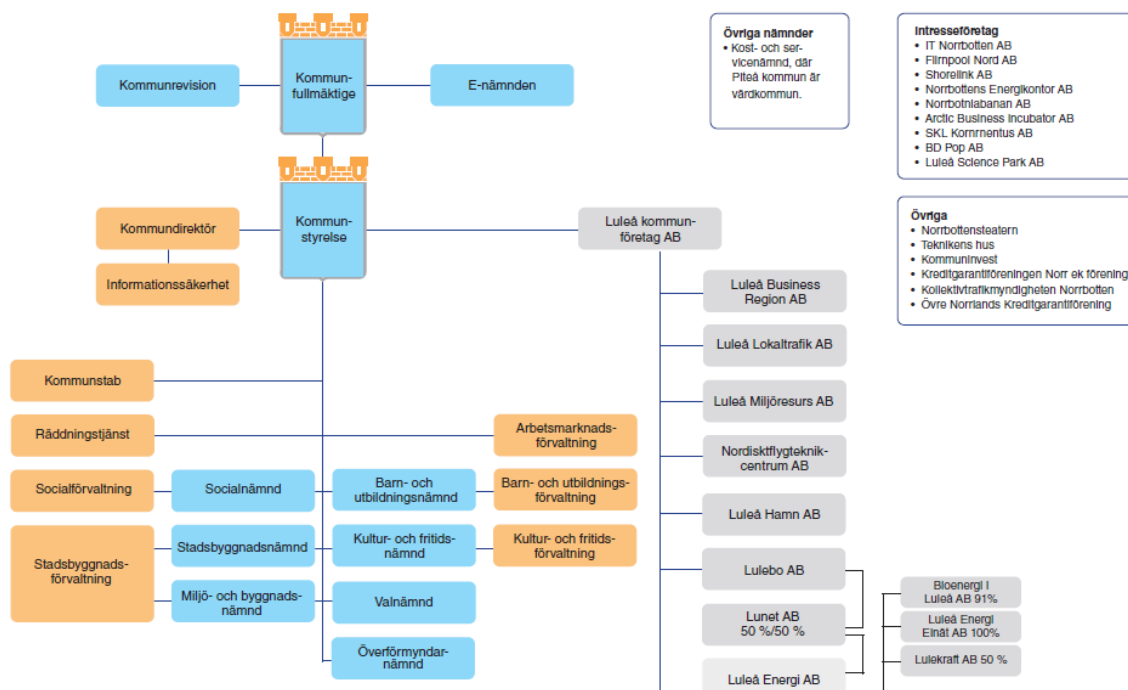 Kommunrevision
Kommun-
fullmäktige
E-nämnden
Övriga nämnder
• Kost- och ser-
vicenämnd, där
Piteå kommun är
värdkommun.
Intresseföretag
• IT Norrbotten AB
• Filmpool Nord AB
• Shorelink AB
• Norrbottens Energikontor AB
• Norrbotniabanan AB
• Arctic Business Incubator AB
• SKL Kommentus AB
• BD Pop AB
• Luleå Science Park AB
Övriga
• Norrbottensteatern
• Teknikens hus
• Kommuninvest
• Kreditgarantiföreningen Norr ek förening
• Kollektivtrafikmyndigheten Norrbotten
• Övre Norrlands Kreditgarantiförening
Kommundirektör
Kommun-
styrelse
Luleå kommun-
företag AB
Informationssäkerhet
Luleå Business
Region AB
Luleå Lokaltrafik AB
Luleå Miljöresurs AB
Nordisktflygteknik-
centrum AB
Luleå Hamn AB
Lulebo AB
Lunet AB
50 %/50 %
Luleå Energi AB
Bioenergi i
Luleå AB 91%
Luleå Energi
Elnät AB 100%
Lulekraft AB 50 %
Kommunstab
Räddningstjänst
Arbetsmarknads-
förvaltning
Socialförvaltning
Socialnämnd
Barn- och
utbildningsnämnd
Barn- och utbildnings-
förvaltning
Stadsbyggnads-
förvaltning
Stadsbyggnadsnämnd
Kultur- och fritids-
nämnd
Kultur- och fritids-
förvaltning
Miljö- och byggnads-
nämnd
Valnämnd
Överförmyndar-
nämnd